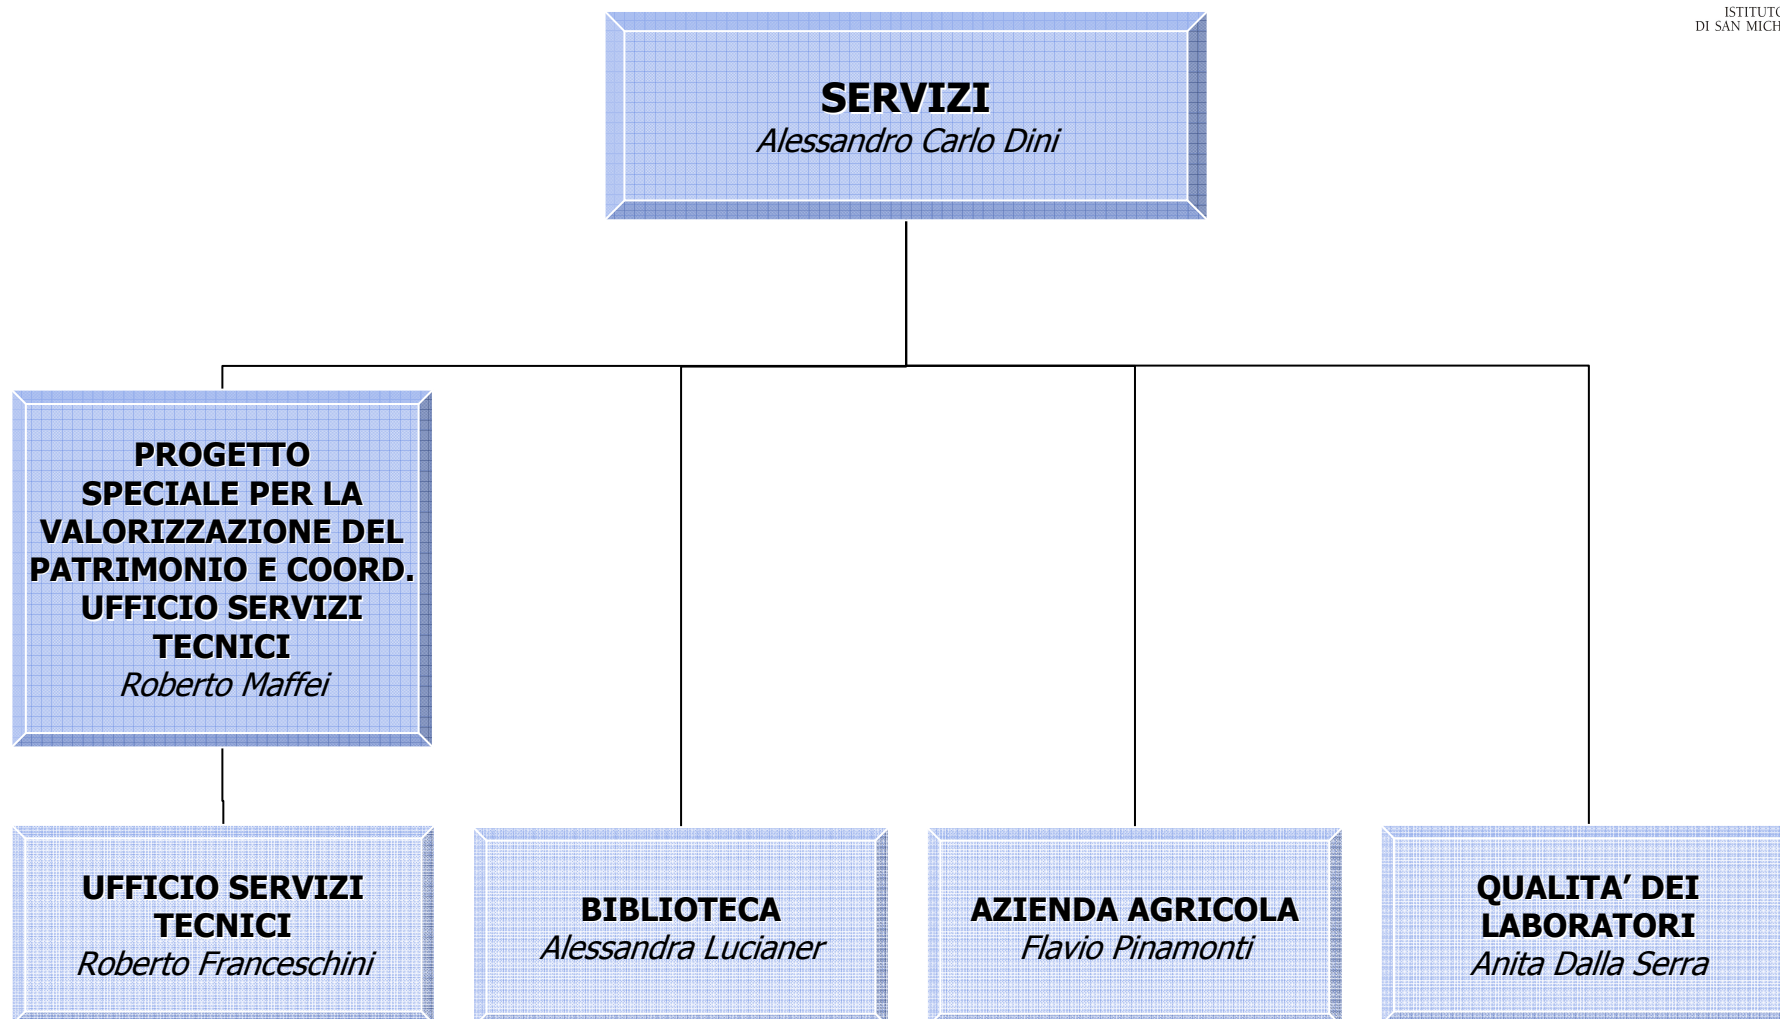 ISTITUTO
DI SAN MICH
SERVIZI
Alessandro Carlo Dini
PROGETTO
SPECIALE PER LA
VALORIZZAZIONE DEL
PATRIMONIO E COORD.
UFFICIO SERVIZI
TECNICI
Roberto Maffei
UFFICIO SERVIZI
TECNICI
Roberto Franceschini
BIBLIOTECA
Alessandra Lucianer
AZIENDA AGRICOLA
Flavio Pinamonti
QUALITA’ DEI
LABORATORI
Anita Dalla Serra